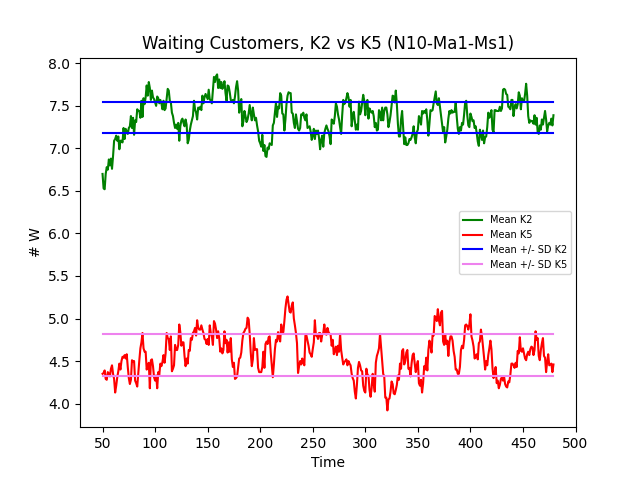 Waiting Customers, K2 vs K5 (N10-Ma1-Ms1)
8.0
7.5
7.0
6.5
6.0
5.5
5.0
4.5
4.0
# W
Mean K2
Mean K5
Mean +/- SD K2
Mean +/- SD K5
50 100 150 200 250 300 350 400 450 500
Time